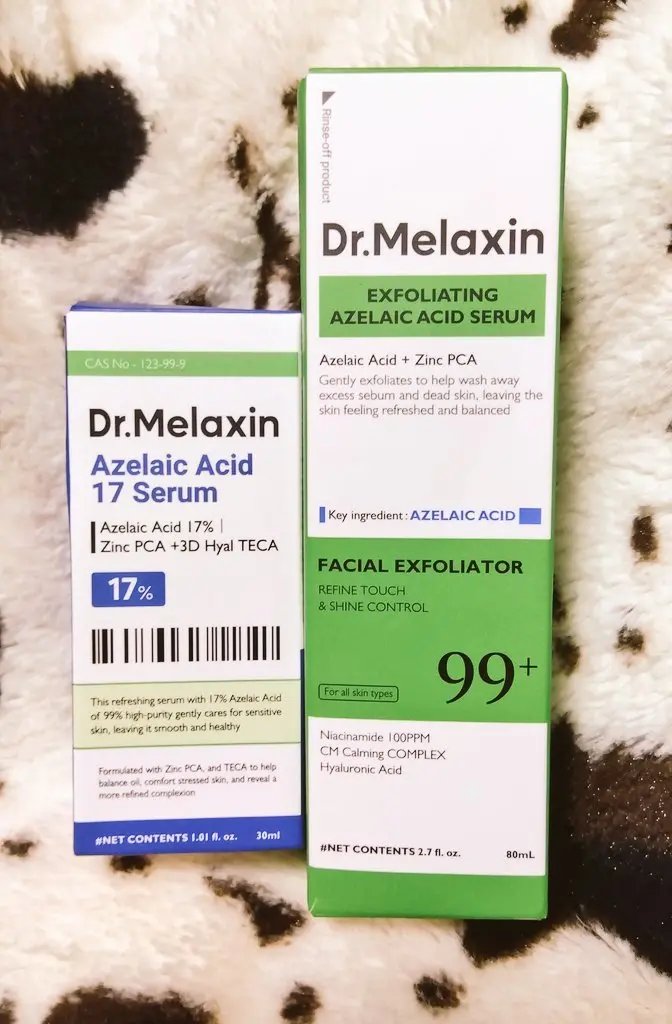 CAS No - 123-99-9
Dr.Melaxin
Azelaic Acid
17 Serum
Azelaic Acid 17% |
Zinc PCA +3D Hyal TECA
17%
This refreshing serum with 17% Azelaic Acid
of 99% high-purity gently cares for sensitive
skin, leaving it smooth and healthy
Formulated with Zinc PCA, and TECA to help
balance oil, comfort stressed skin, and reveal a
more refined complexion
#NET CONTENTS 1.01 fl. oz. 30ml
Rinse-off product
Dr.Melaxin
EXFOLIATING
AZELAIC ACID SERUM
Azelaic Acid + Zinc PCA
Gently exfoliates to help wash away
excess sebum and dead skin, leaving the
skin feeling refreshed and balanced
Key ingredient : AZELAIC ACID
FACIAL EXFOLIATOR
REFINE TOUCH
& SHINE CONTROL
99+
For all skin types
Niacinamide 100PPM
CM Calming COMPLEX
Hyaluronic Acid
#NET CONTENTS 2.7 fl. oz. 80mL